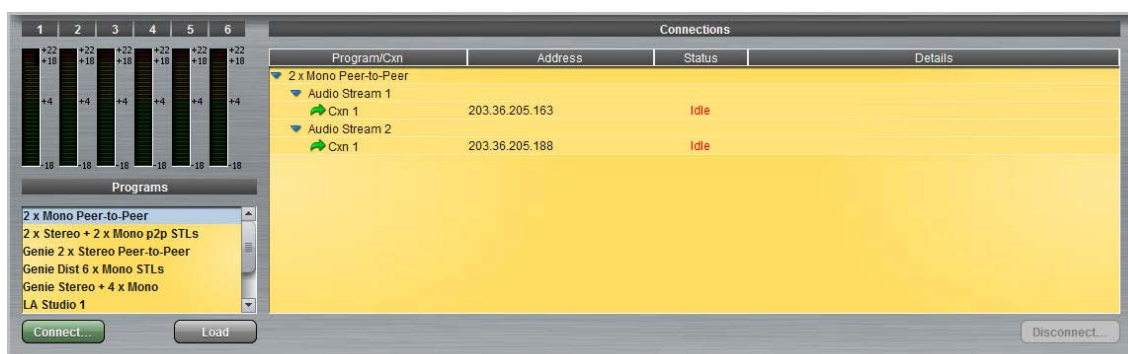 1 2 3 4 5 6
Connections
+22 +22 +22 +22 +22 +22
+18 +18 +18 +18 +18 +18
Program/Cxn Address Status Details
2 x Mono Peer-to-Peer
Audio Stream 1
+4 +4 +4 +4 +4 +4
Cxn 1 203.36.205.163 Idle
Audio Stream 2
Cxn 1 203.36.205.188 Idle
-18 -18 -18 -18 -18 -18
Programs
2 x Mono Peer-to-Peer
2 x Stereo + 2 x Mono p2p STLs
Genie 2 x Stereo Peer-to-Peer
Genie Dist 6 x Mono STLs
Genie Stereo + 4 x Mono
LA Studio 1
Connect... Load Disconnect...